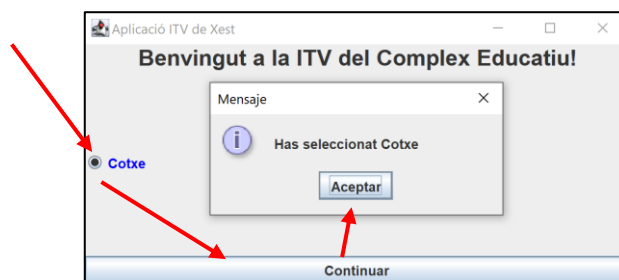 Aplicació ITV de Xest
Benvingut a la ITV del Complex Educatiu!
Mensaje
Has seleccionat Cotxe
Cotxe
Aceptar
Continuar